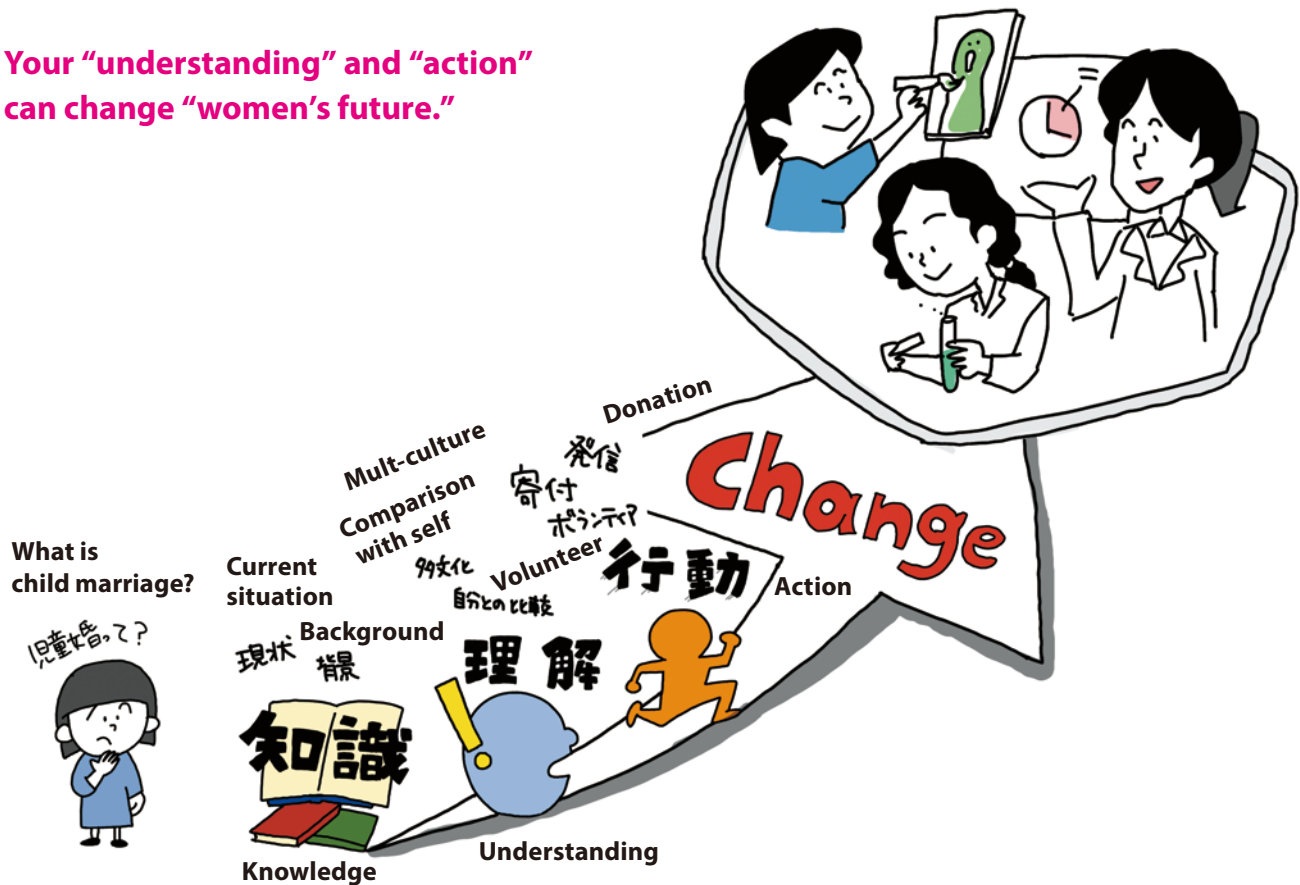 Your “understanding” and “action”
can change “women’s future.”
Donation
発信
Mult-culture
寄付
Change
Comparison
with self
ボランティア
What is
child marriage?
Current
situation
多文化
Volunteer
行動
Action
自分との比較
児童婚って?
現状
Background
背景
理解
知識
Understanding
Knowledge